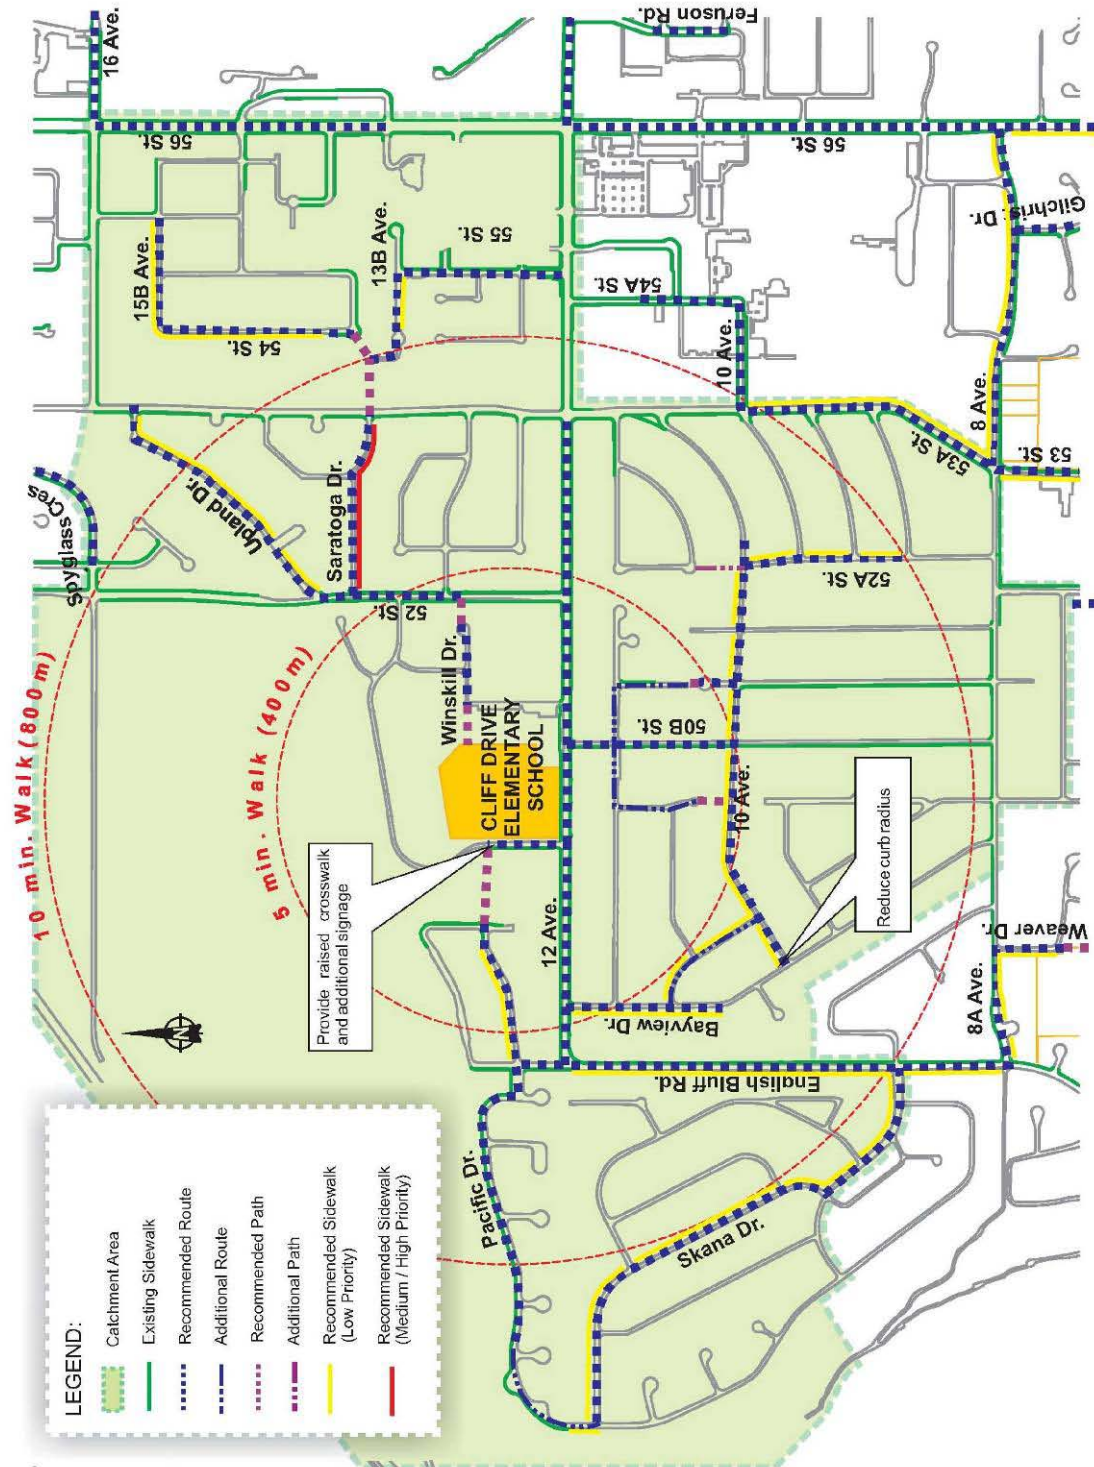 16 Ave.
Feruson Rd.
56 St.
56 St.
Gilchris: Dr.
15B Ave.
13B Ave.
55 St.
54A St.
54 St.
10 Ave.
8 Ave.
53A St.
53 St.
Spyglass Cres
Upland Dr.
Saratoga Dr.
52 St.
52A St.
Winskill Dr.
50B St.
10 min. Walk (800m)
5 min. Walk (400m)
CLIFF DRIVE
ELEMENTARY
SCHOOL
10 Ave.
Provide raised crosswalk
and additional signage
Reduce curb radius
12 Ave.
Weaver Dr.
8A Ave.
Bayview Dr.
English Bluff Rd.
Pacific Dr.
Skana Dr.
N
LEGEND:
Catchment Area
Existing Sidewalk
Recommended Route
Additional Route
Recommended Path
Additional Path
Recommended Sidewalk
(Low Priority)
Recommended Sidewalk
(Medium / High Priority)